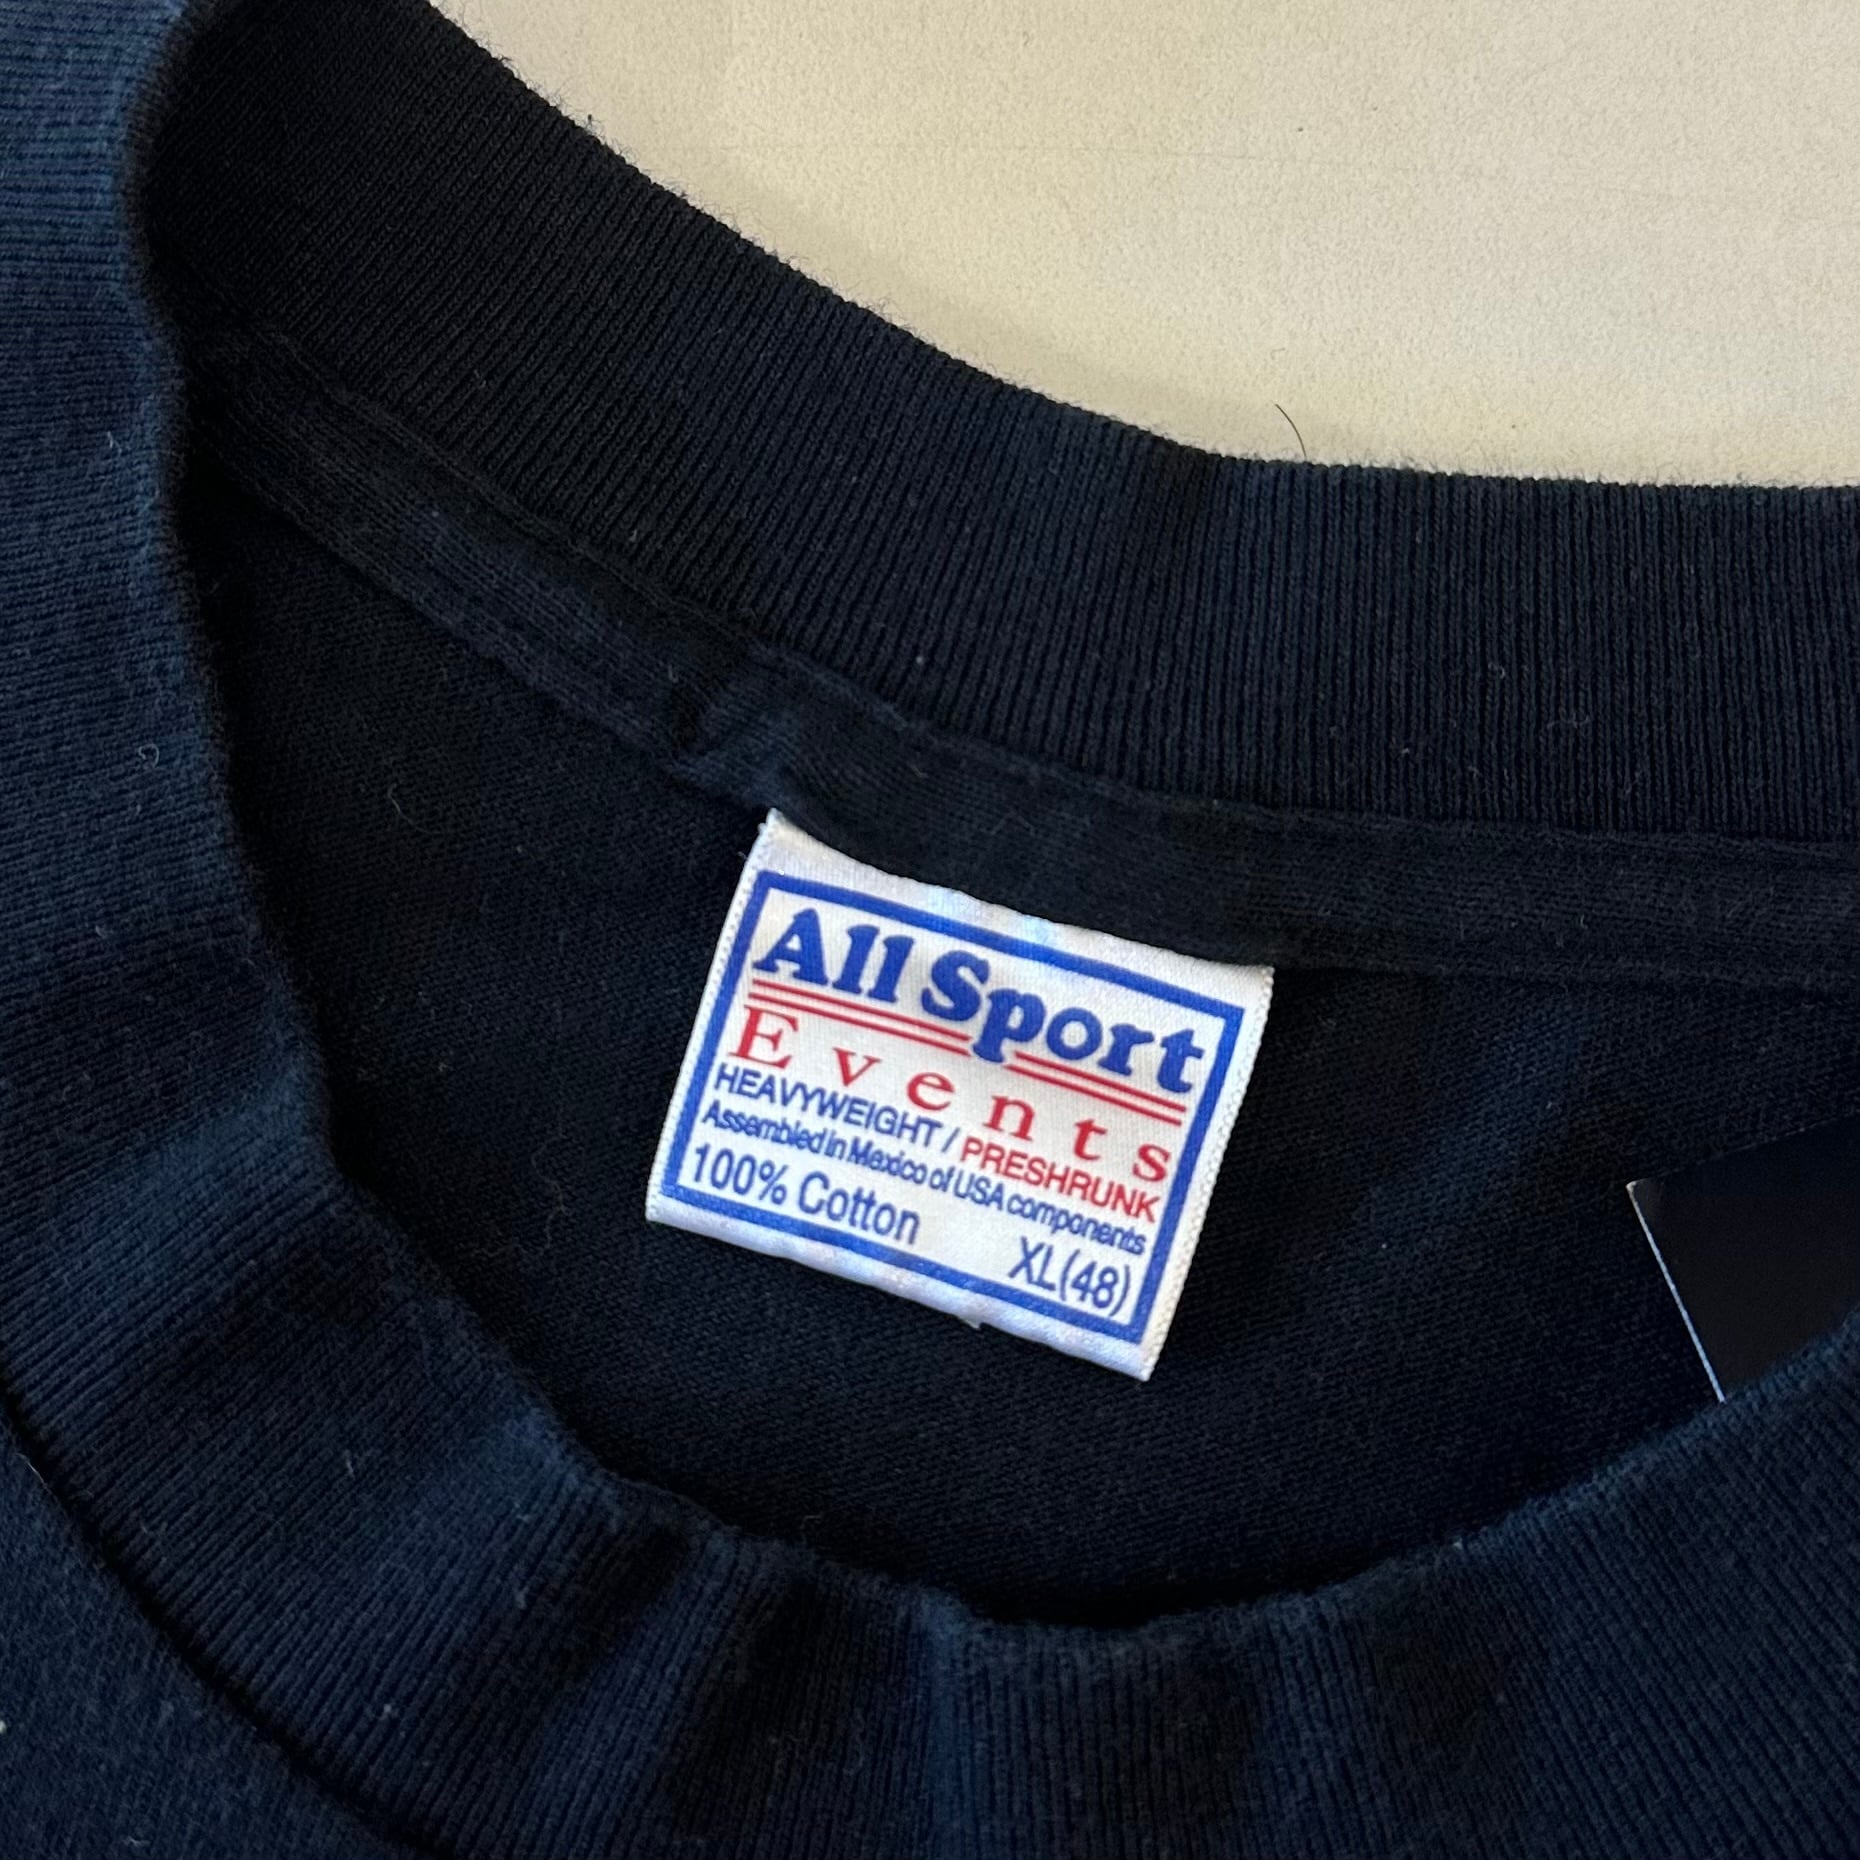 All Sport
Events
HEAVYWEIGHT / PRESHRUNK
Assembled in Mexico of USA components
100% Cotton
XL(48)